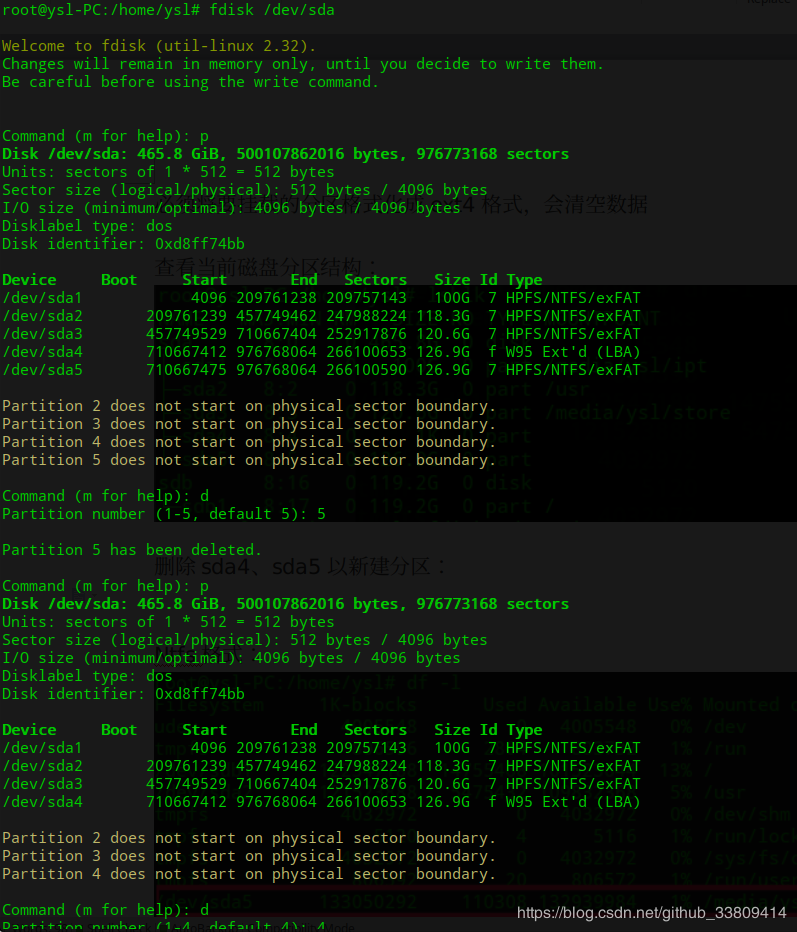 root@ysl-PC:/home/ysl# fdisk /dev/sda
Welcome to fdisk (util-linux 2.32).
Changes will remain in memory only, until you decide to write them.
Be careful before using the write command.
Command (m for help): p
Disk /dev/sda: 465.8 GiB, 500107862016 bytes, 976773168 sectors
Units: sectors of 1 * 512 = 512 bytes
Sector size (logical/physical): 512 bytes / 4096 bytes
I/O size (minimum/optimal): 4096 bytes / 4096 bytes
Disklabel type: dos
Disk identifier: 0xd8ff74bb
Device Boot Start End Sectors Size Id Type
/dev/sda1 4096 209761238 209757143 100G 7 HPFS/NTFS/exFAT
/dev/sda2 209761239 457749462 247988224 118.3G 7 HPFS/NTFS/exFAT
/dev/sda3 457749529 710667404 252917876 120.6G 7 HPFS/NTFS/exFAT
/dev/sda4 710667412 976768064 266100653 126.9G f W95 Ext'd (LBA)
/dev/sda5 710667475 976768064 266100590 126.9G 7 HPFS/NTFS/exFAT
Partition 2 does not start on physical sector boundary.
Partition 3 does not start on physical sector boundary.
Partition 4 does not start on physical sector boundary.
Partition 5 does not start on physical sector boundary.
Command (m for help): d
Partition number (1-5, default 5): 5
Partition 5 has been deleted.
删除 sda4、sda5 以新建分区：
Command (m for help): p
Disk /dev/sda: 465.8 GiB, 500107862016 bytes, 976773168 sectors
Units: sectors of 1 * 512 = 512 bytes
Sector size (logical/physical): 512 bytes / 4096 bytes
I/O size (minimum/optimal): 4096 bytes / 4096 bytes
Disklabel type: dos
Disk identifier: 0xd8ff74bb
Device Boot Start End Sectors Size Id Type
/dev/sda1 4096 209761238 209757143 100G 7 HPFS/NTFS/exFAT
/dev/sda2 209761239 457749462 247988224 118.3G 7 HPFS/NTFS/exFAT
/dev/sda3 457749529 710667404 252917876 120.6G 7 HPFS/NTFS/exFAT
/dev/sda4 710667412 976768064 266100653 126.9G f W95 Ext'd (LBA)
Partition 2 does not start on physical sector boundary.
Partition 3 does not start on physical sector boundary.
Partition 4 does not start on physical sector boundary.
Command (m for help): d
Partition number (1-4, default 4): 4
https://blog.csdn.net/github_33809414